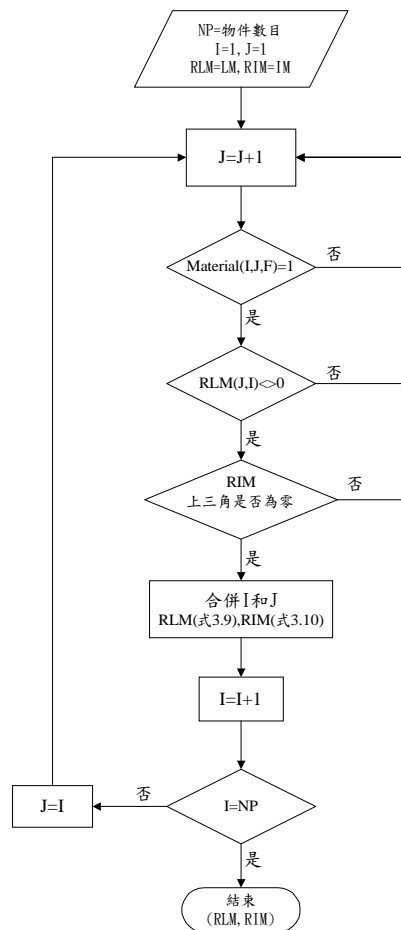 NP=物件數目
I=1, J=1
RLM=LM, RIM=IM
J=J+1
Material(I,J,F)=1
否
是
RLM(J,I)<>0
否
是
RIM
上三角是否為零
否
是
合併I和J
RLM(式3.9),RIM(式3.10)
I=I+1
I=NP
否
J=I
是
結束
(RLM, RIM)